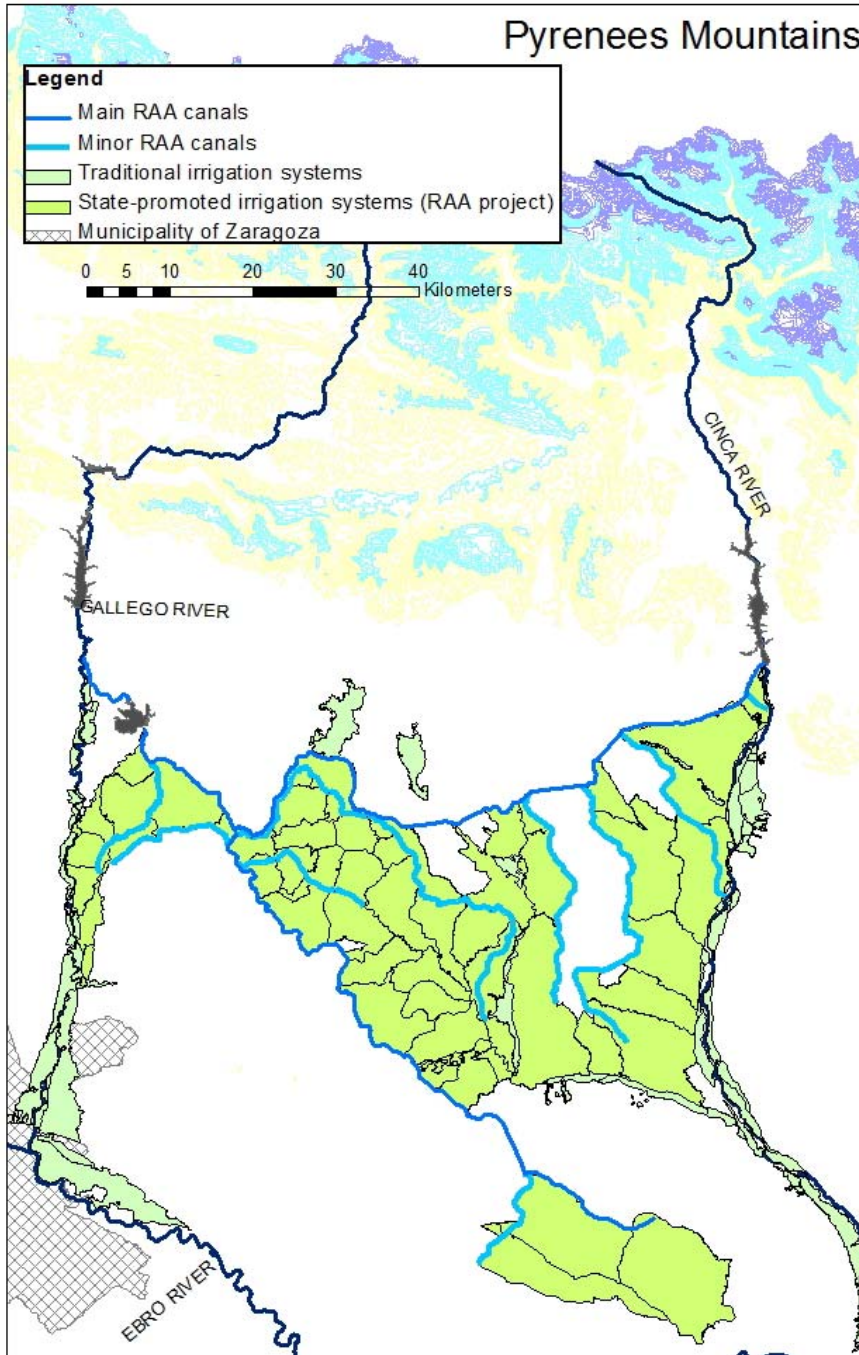 Pyrenees Mountains
Legend
Main RAA canals
Minor RAA canals
Traditional irrigation systems
State-promoted irrigation systems (RAA project)
Municipality of Zaragoza
0 5 10 20 30 40
Kilometers
CINCA RIVER
GALLEGO RIVER
EBRO RIVER